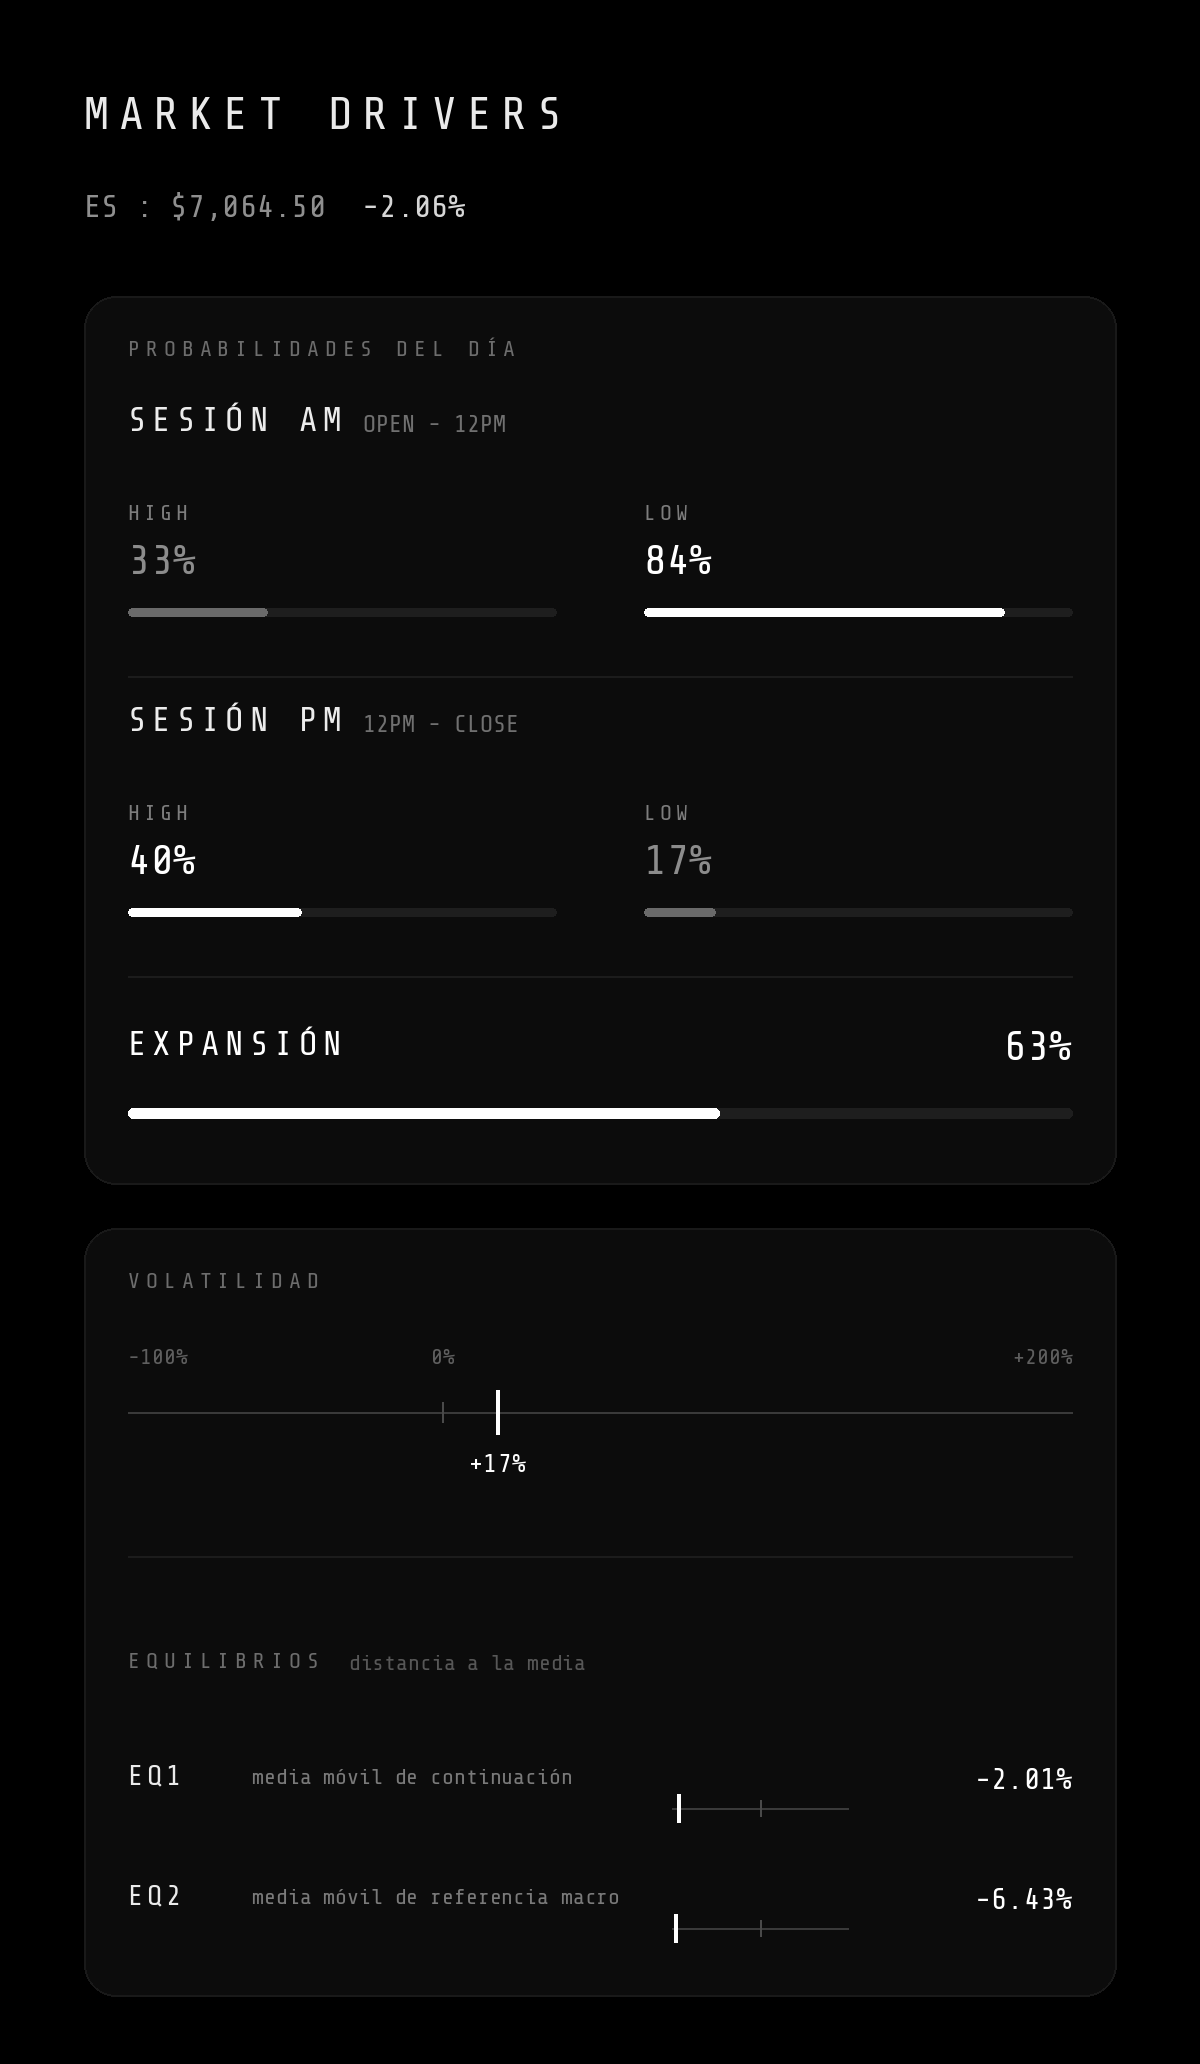 MARKET DRIVERS
ES : $7,064.50 -2.06%
PROBABILIDADES DEL DÍA
SESIÓN AM OPEN - 12PM
HIGH LOW
33% 84%
SESIÓN PM 12PM - CLOSE
HIGH LOW
40% 17%
EXPANSIÓN 63%
VOLATILIDAD
-100% 0% +200%
+17%
EQUILIBRIOS distancia a la media
EQ1 media móvil de continuación -2.01%
EQ2 media móvil de referencia macro -6.43%